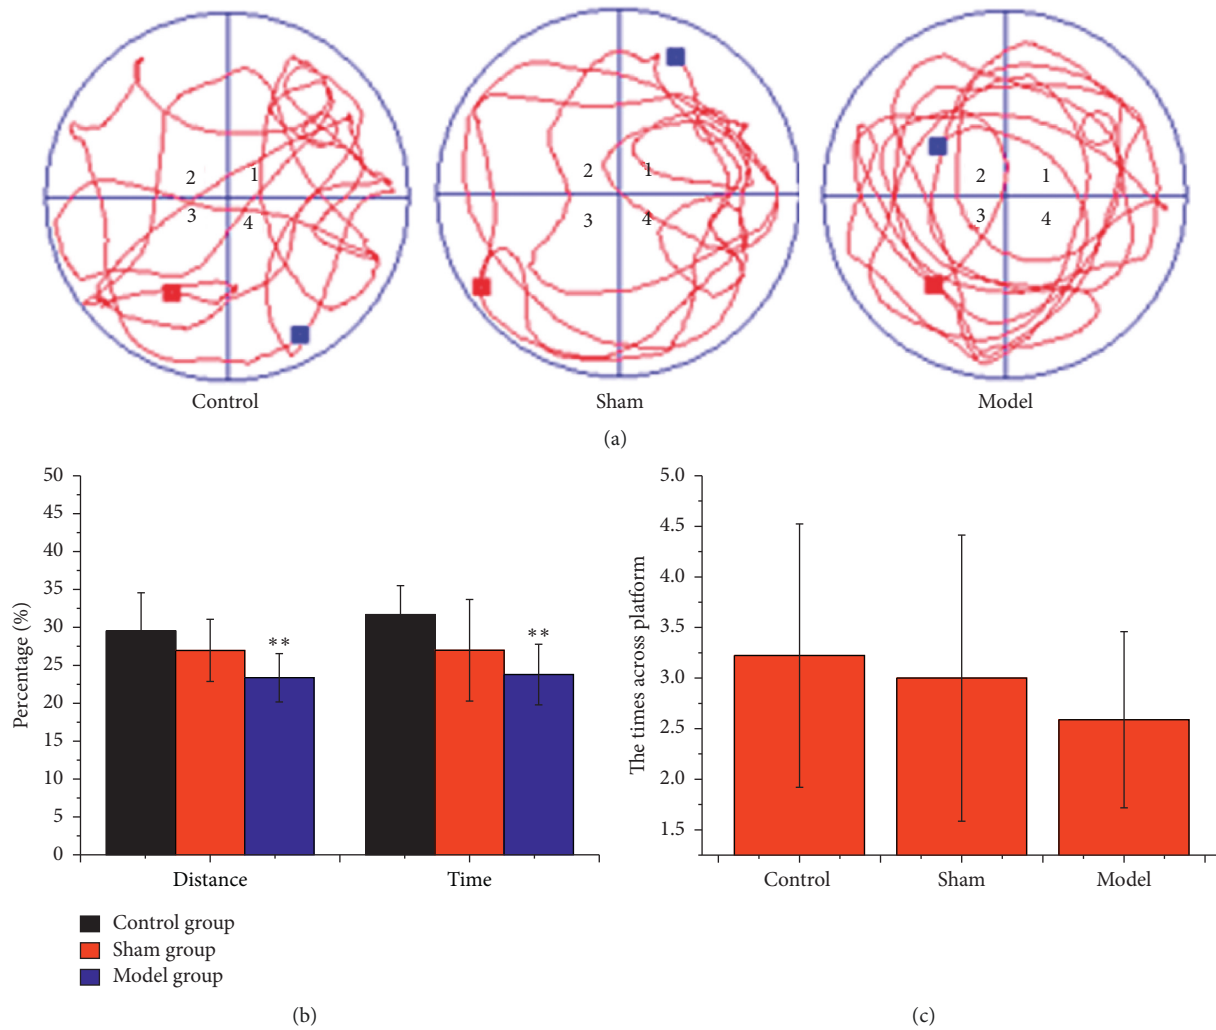 2 1
3 4
Control
2 1
3 4
Sham
2 1
3 4
Model
(a)
50
45
40
35
30
25
20
15
10
5
0
Percentage (%)
**
**
Distance Time
Control group
Sham group
Model group
(b)
5.0
4.5
4.0
3.5
3.0
2.5
2.0
1.5
The times across platform
Control Sham Model
(c)